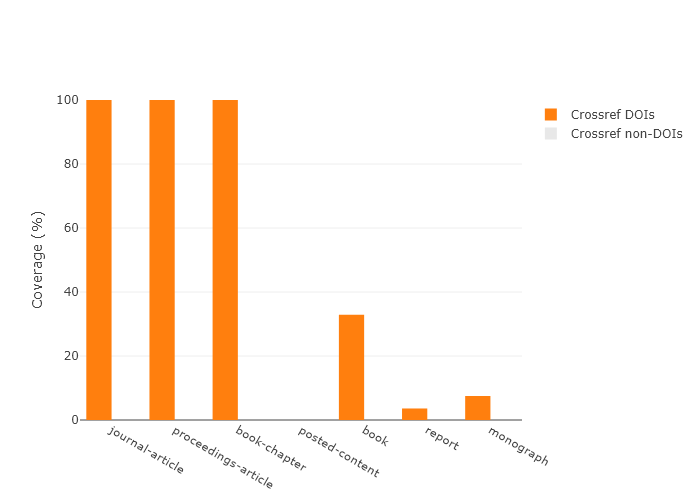 100
80
60
40
20
0
Coverage (%)
journal-article
proceedings-article
book-chapter
posted-content
book
report
monograph
Crossref DOIs
Crossref non-DOIs